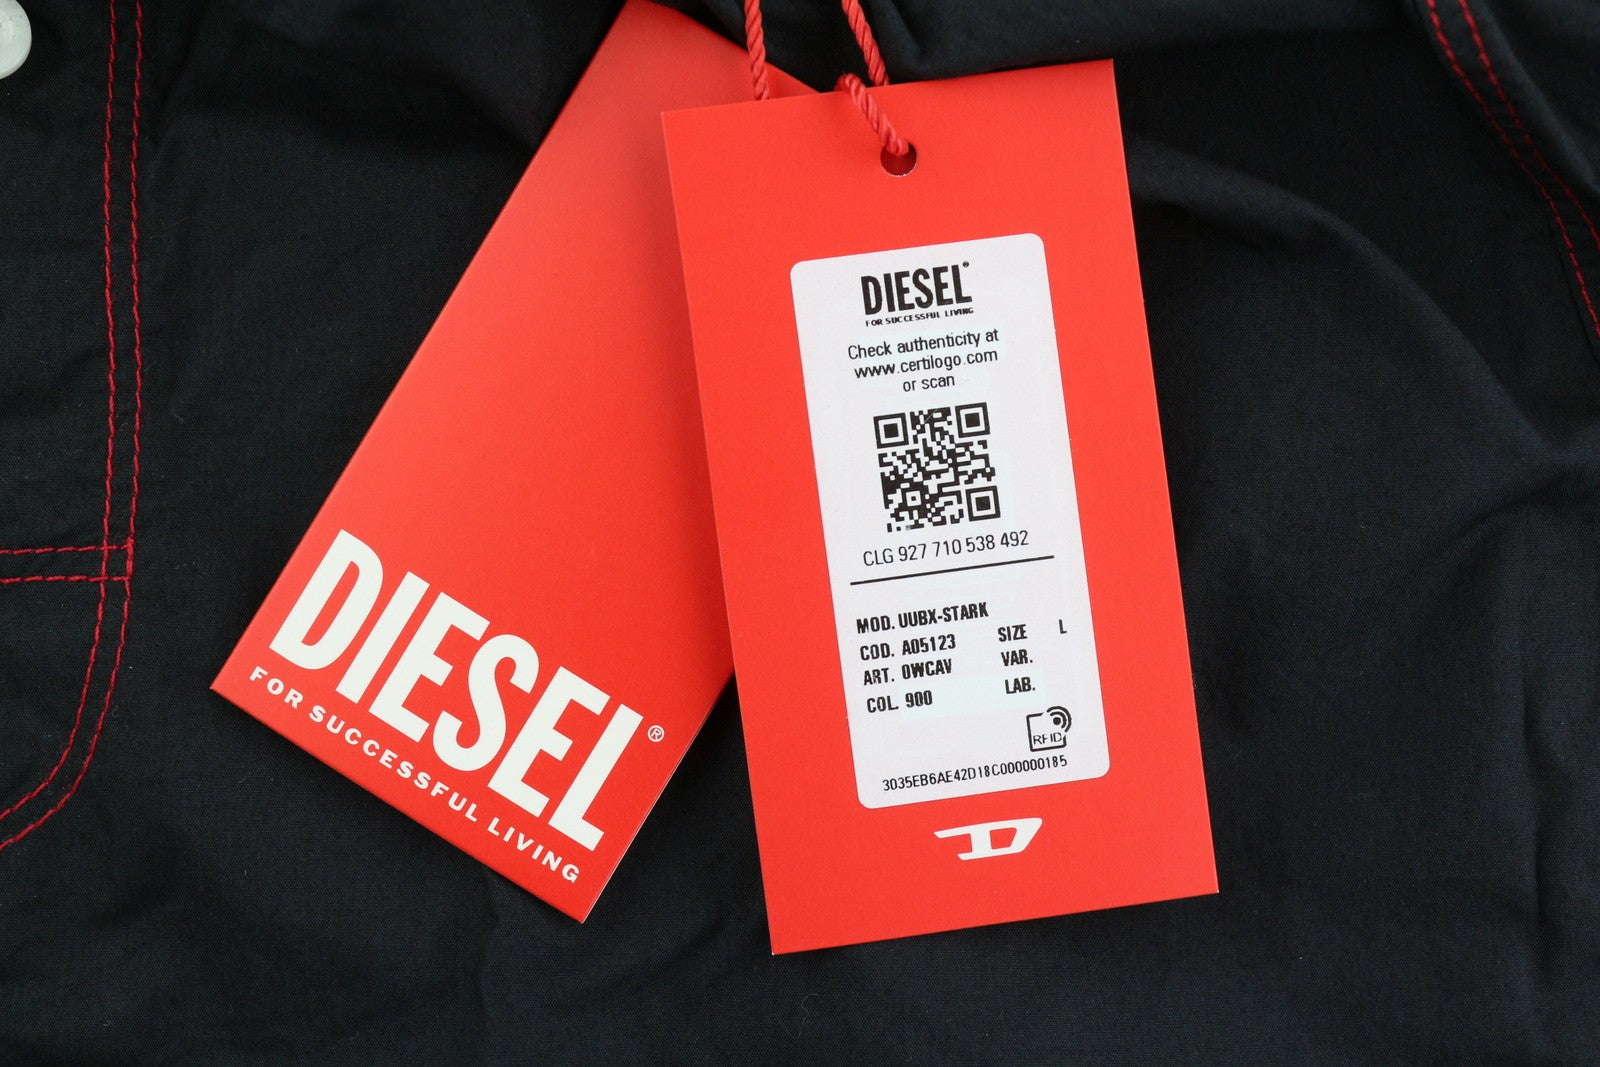 DIESEL®
FOR SUCCESSFUL LIVING
DIESEL®
FOR SUCCESSFUL LIVING
Check authenticity at
www.certilogo.com
or scan
CLG 927 710 538 492
MOD. UUBX-STARK
COD. A05123 SIZE L
ART. 0WCAV VAR.
COL. 900 LAB.
RFID
3035EB6AE42D18C000000185
D